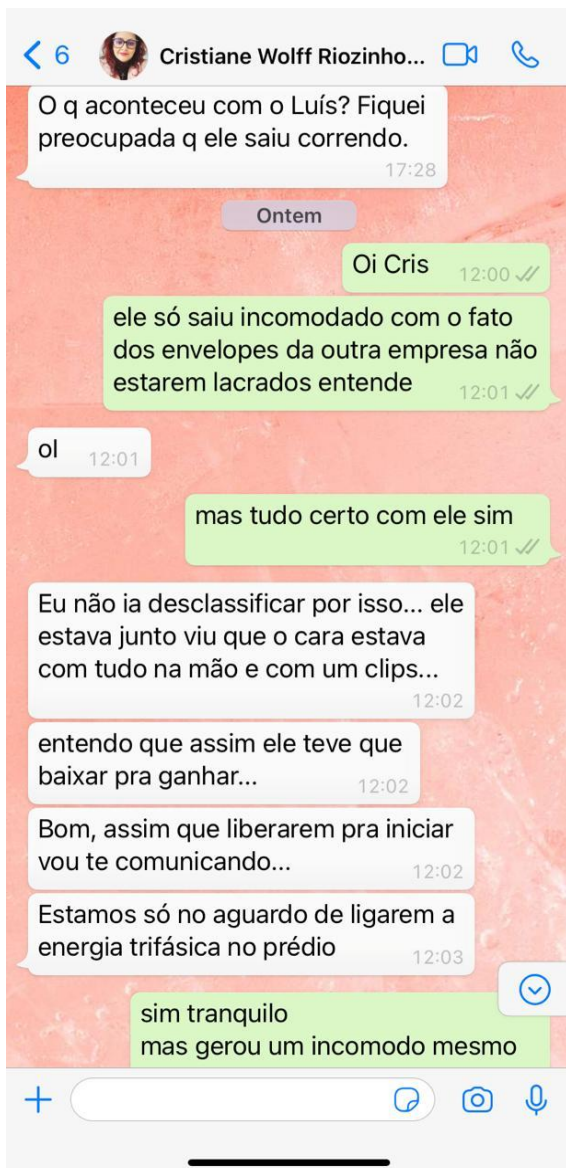 6
Cristiane Wolff Riozinho...
O q aconteceu com o Luís? Fiquei
preocupada q ele saiu correndo.
17:28
Ontem
Oi Cris
12:00
ele só saiu incomodado com o fato
dos envelopes da outra empresa não
estarem lacrados entende
12:01
ol
12:01
mas tudo certo com ele sim
12:01
Eu não ia desclassificar por isso... ele
estava junto viu que o cara estava
com tudo na mão e com um clips...
12:02
entendo que assim ele teve que
baixar pra ganhar...
12:02
Bom, assim que liberarem pra iniciar
vou te comunicando...
12:02
Estamos só no aguardo de ligarem a
energia trifásica no prédio
12:03
sim tranquilo
mas gerou um incomodo mesmo